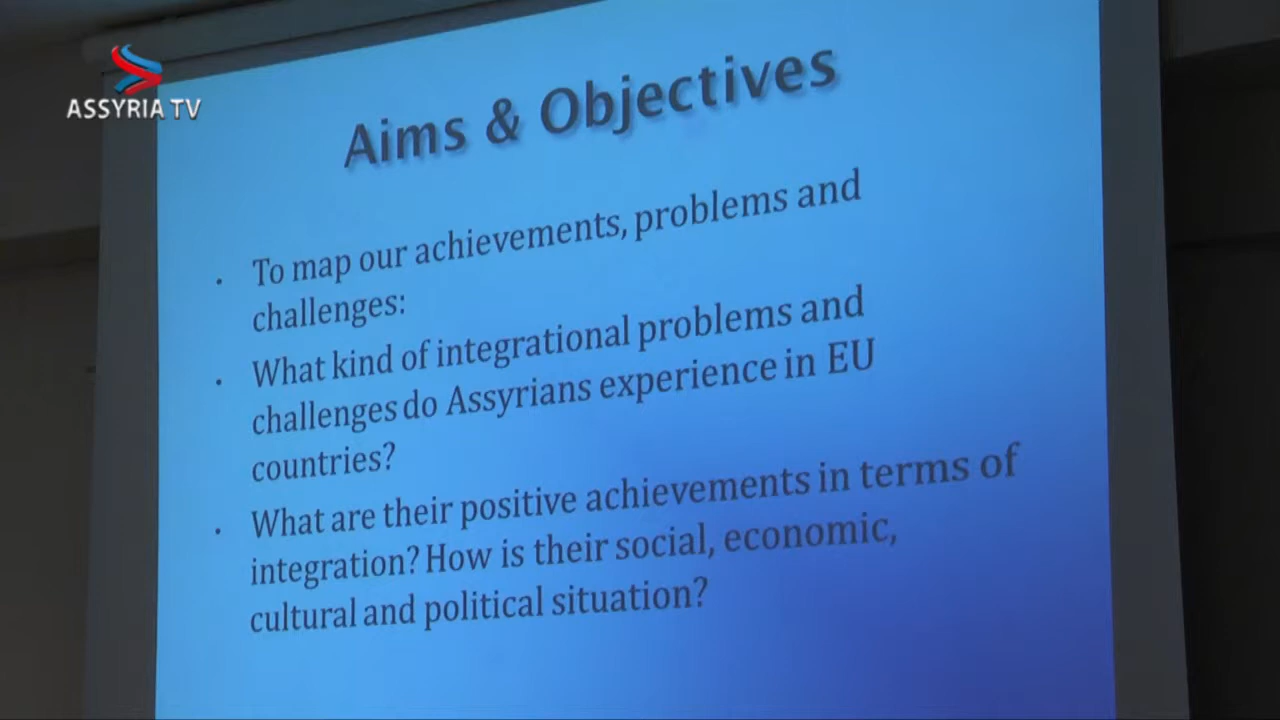 ASSYRIA TV
Aims & Objectives
· To map our achievements, problems and
challenges:
· What kind of integrational problems and
challenges do Assyrians experience in EU
countries?
· What are their positive achievements in terms of
integration? How is their social, economic,
cultural and political situation?